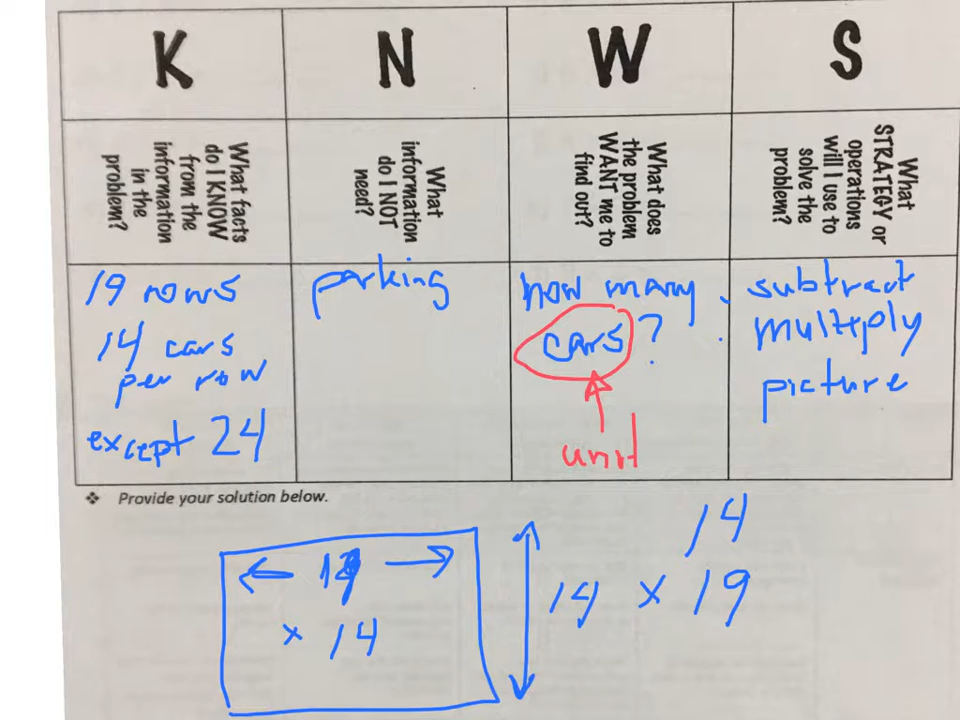 K
N
W
S
What facts
do I KNOW
from the
information
in the
problem?
What
information
do I NOT
need?
What does
the problem
WANT me to
find out?
What
STRATEGY or
operations
will I use to
solve the
problem?
19 rows
14 cars
per row
except 24
parking
how many
cars?
unit
subtract
multiply
picture
❖ Provide your solution below.
19
x 14
14
14
x 19